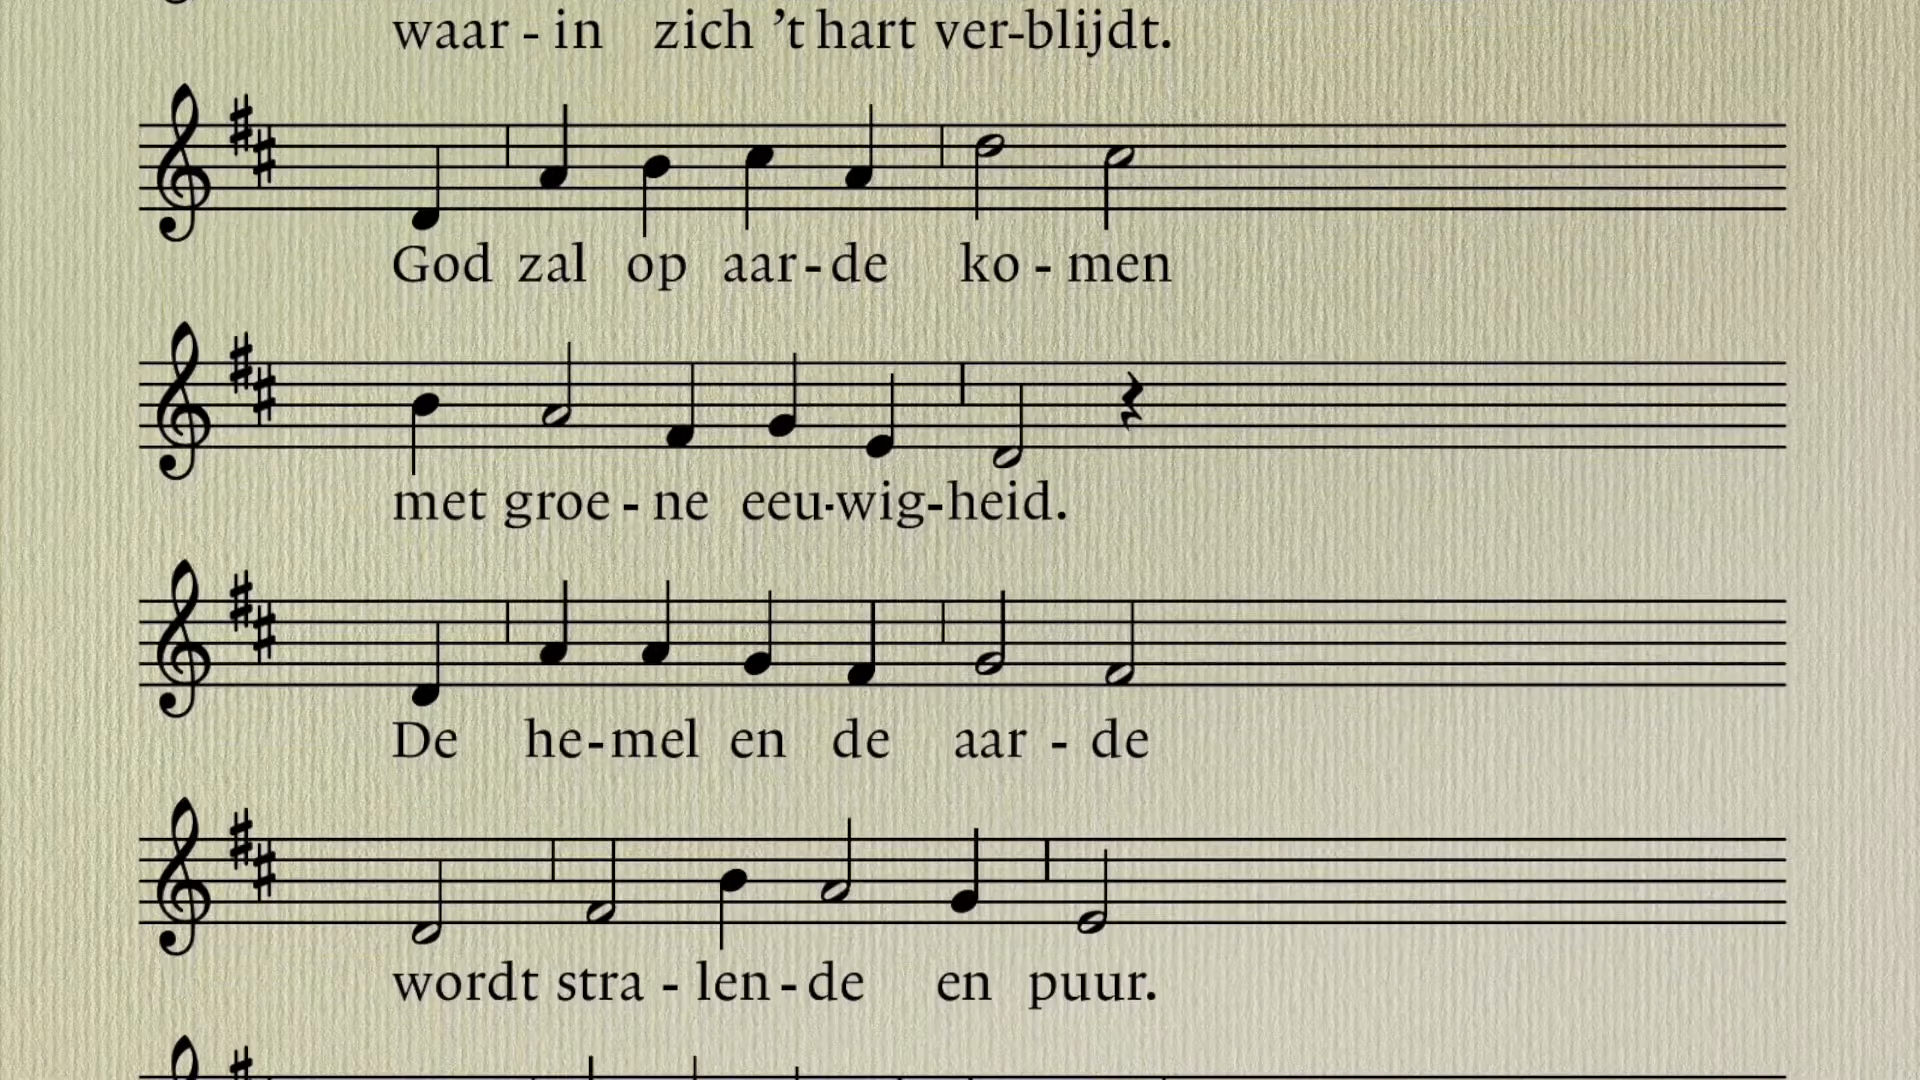 waar - in zich ’t hart ver-blijdt.
God zal op aar-de ko - men
met groe - ne eeu-wig-heid.
De he-mel en de aar - de
wordt stra - len-de en puur.